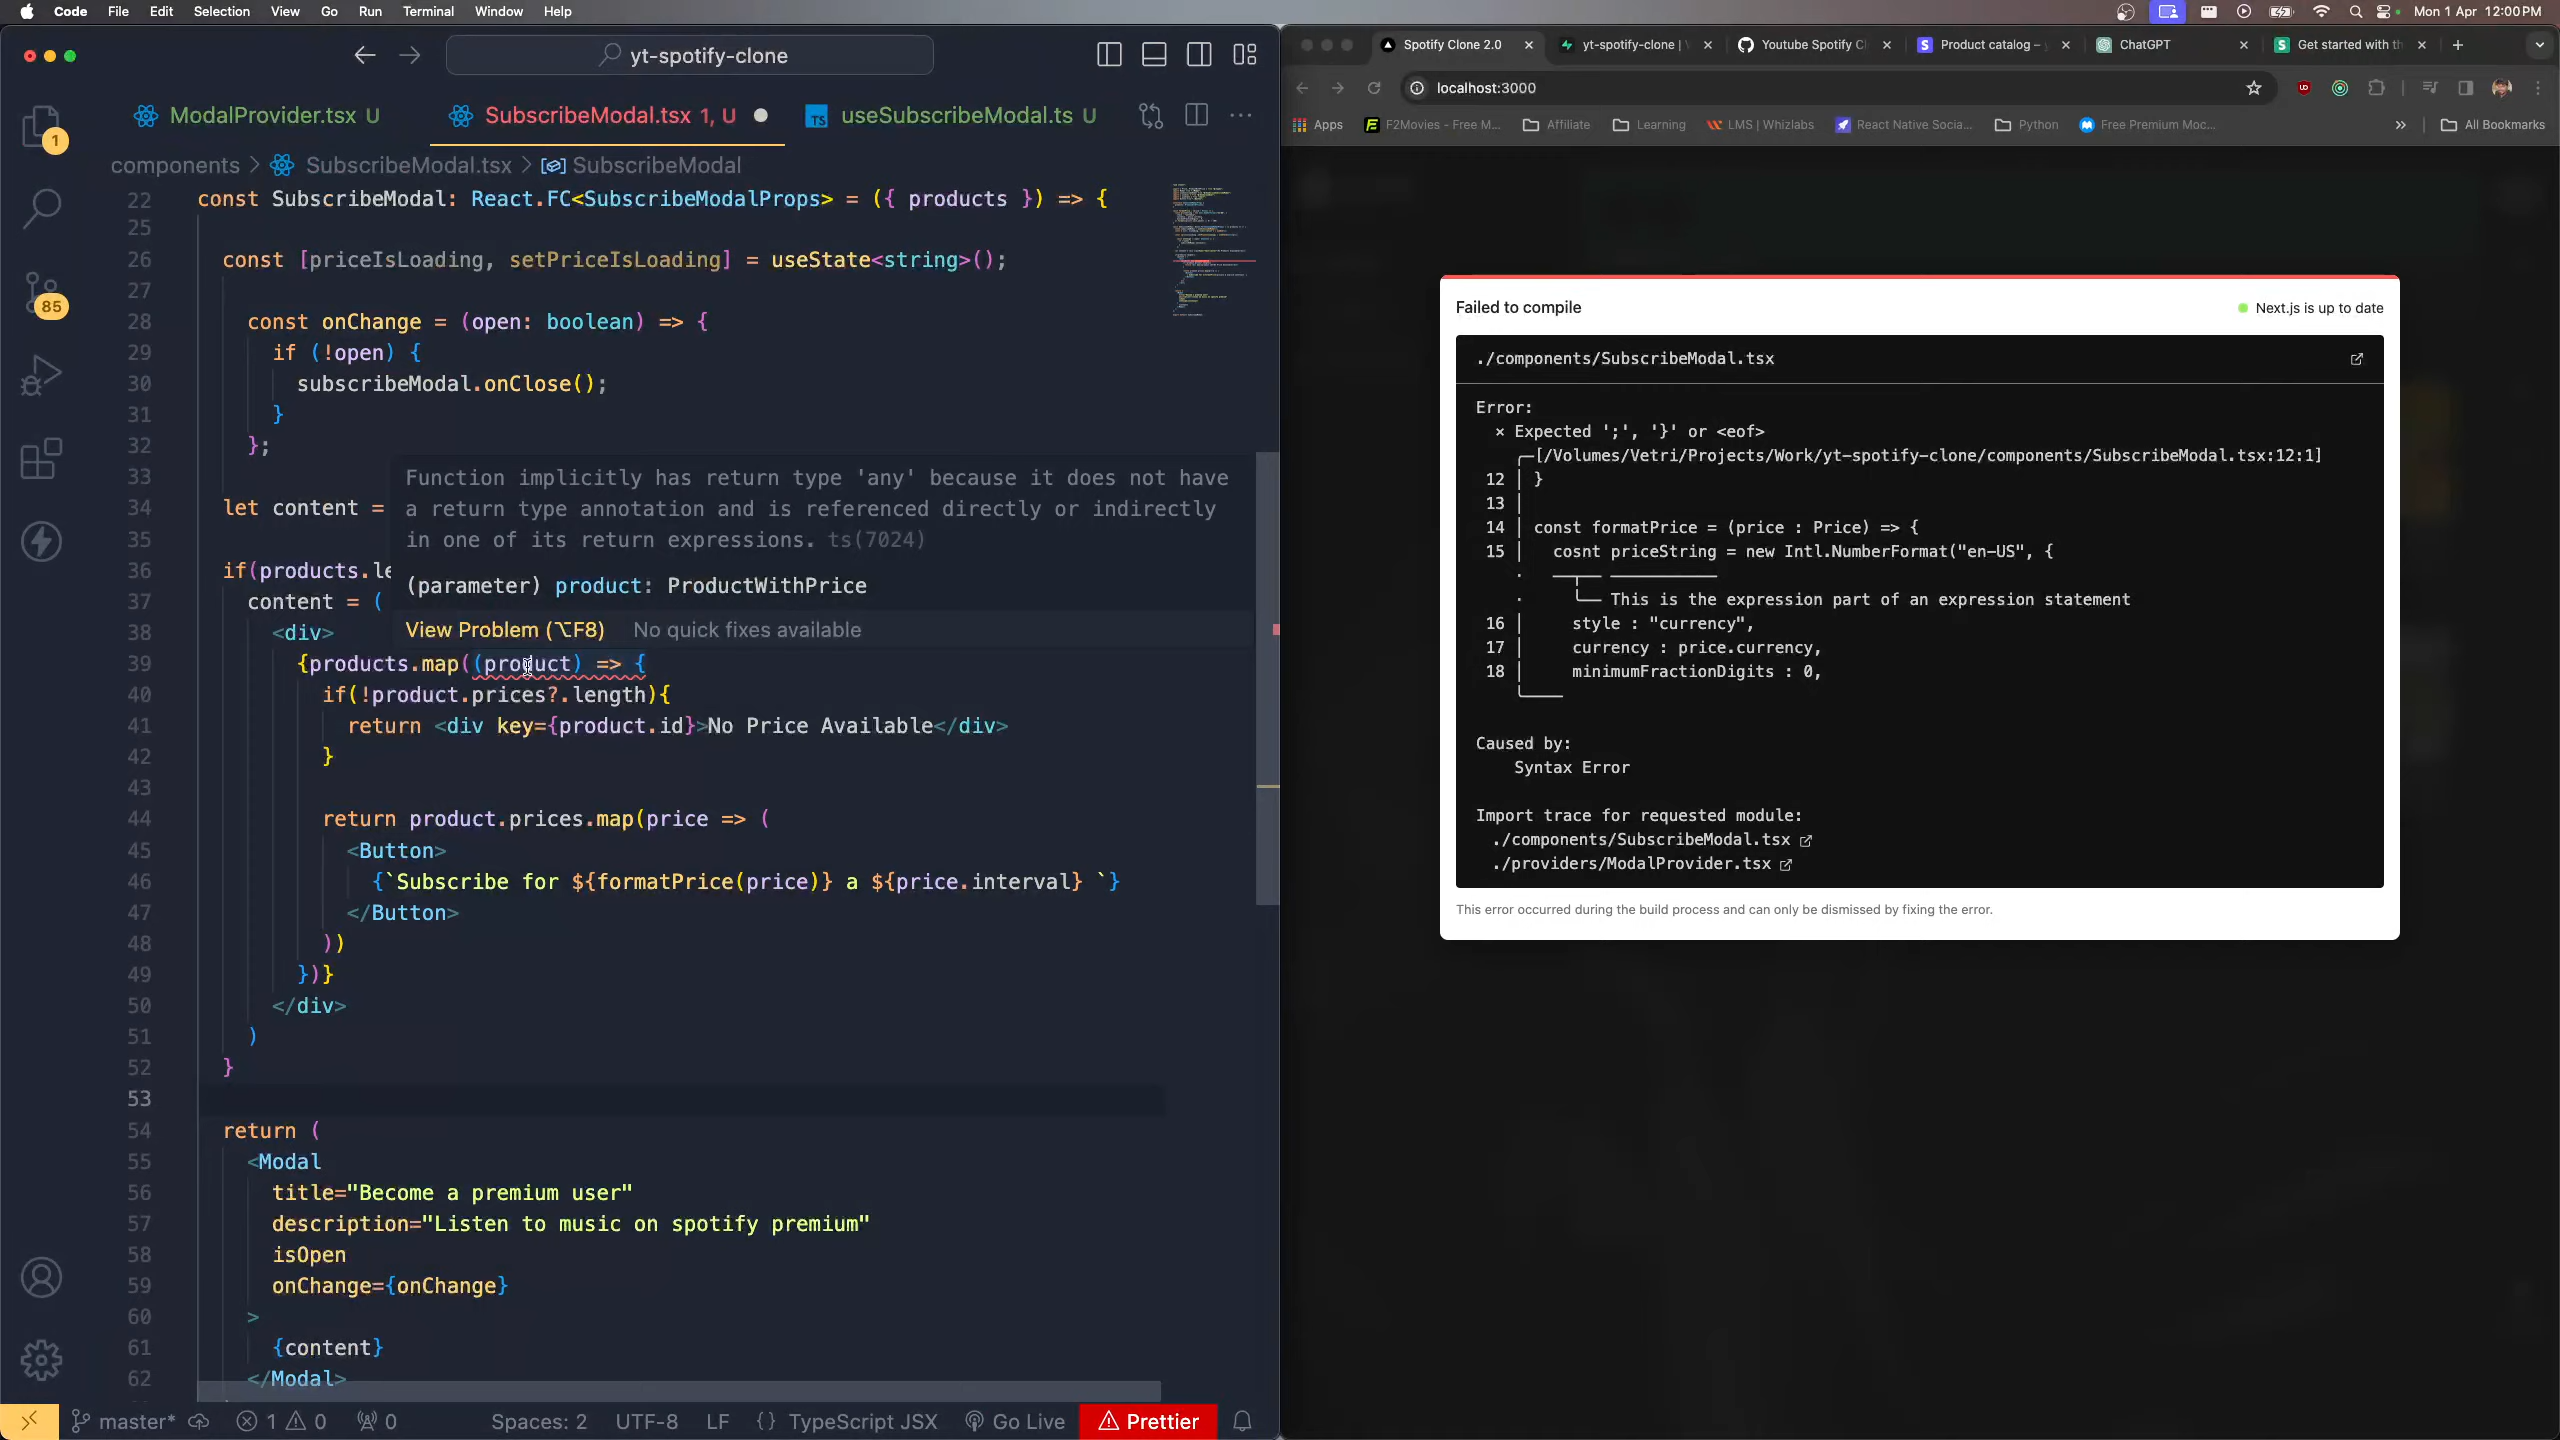 Code File Edit Selection View Go Run Terminal Window Help
Mon 1 Apr 12:00PM
yt-spotify-clone
Spotify Clone 2.0
yt-spotify-clone |
Youtube Spotify Cl
Product catalog –
ChatGPT
Get started with th
localhost:3000
Apps
F2Movies - Free M...
Affiliate
Learning
LMS | Whizlabs
React Native Socia...
Python
Free Premium Moc...
All Bookmarks
1
85
ModalProvider.tsx U
SubscribeModal.tsx 1, U
TS useSubscribeModal.ts U
components > SubscribeModal.tsx > SubscribeModal
22 const SubscribeModal: React.FC<SubscribeModalProps> = ({ products }) => {
25
26 const [priceIsLoading, setPriceIsLoading] = useState<string>();
27
28 const onChange = (open: boolean) => {
29 if (!open) {
30 subscribeModal.onClose();
31 }
32 };
33
Function implicitly has return type 'any' because it does not have
34 let content =
a return type annotation and is referenced directly or indirectly
35
in one of its return expressions. ts(7024)
36 if(products.le
(parameter) product: ProductWithPrice
37 content = (
View Problem (⌥F8) No quick fixes available
38 <div>
39 {products.map((product) => {
40 if(!product.prices?.length){
41 return <div key={product.id}>No Price Available</div>
42 }
43
44 return product.prices.map(price => (
45 <Button>
46 {`Subscribe for ${formatPrice(price)} a ${price.interval} `}
47 </Button>
48 ))
49 })}
50 </div>
51 )
52 }
53
54 return (
55 <Modal
56 title="Become a premium user"
57 description="Listen to music on spotify premium"
58 isOpen
59 onChange={onChange}
60 >
61 {content}
62 </Modal>
master* 1 0 0 Spaces: 2 UTF-8 LF {} TypeScript JSX Go Live Prettier
Failed to compile
Next.js is up to date
./components/SubscribeModal.tsx
Error:
× Expected ';', '}' or <eof>
╭─[/Volumes/Vetri/Projects/Work/yt-spotify-clone/components/SubscribeModal.tsx:12:1]
12 │ }
13 │
14 │ const formatPrice = (price : Price) => {
15 │ cosnt priceString = new Intl.NumberFormat("en-US", {
· ──┬── ───────────
· ╰── This is the expression part of an expression statement
16 │ style : "currency",
17 │ currency : price.currency,
18 │ minimumFractionDigits : 0,
╰────
Caused by:
Syntax Error
Import trace for requested module:
./components/SubscribeModal.tsx
./providers/ModalProvider.tsx
This error occurred during the build process and can only be dismissed by fixing the error.